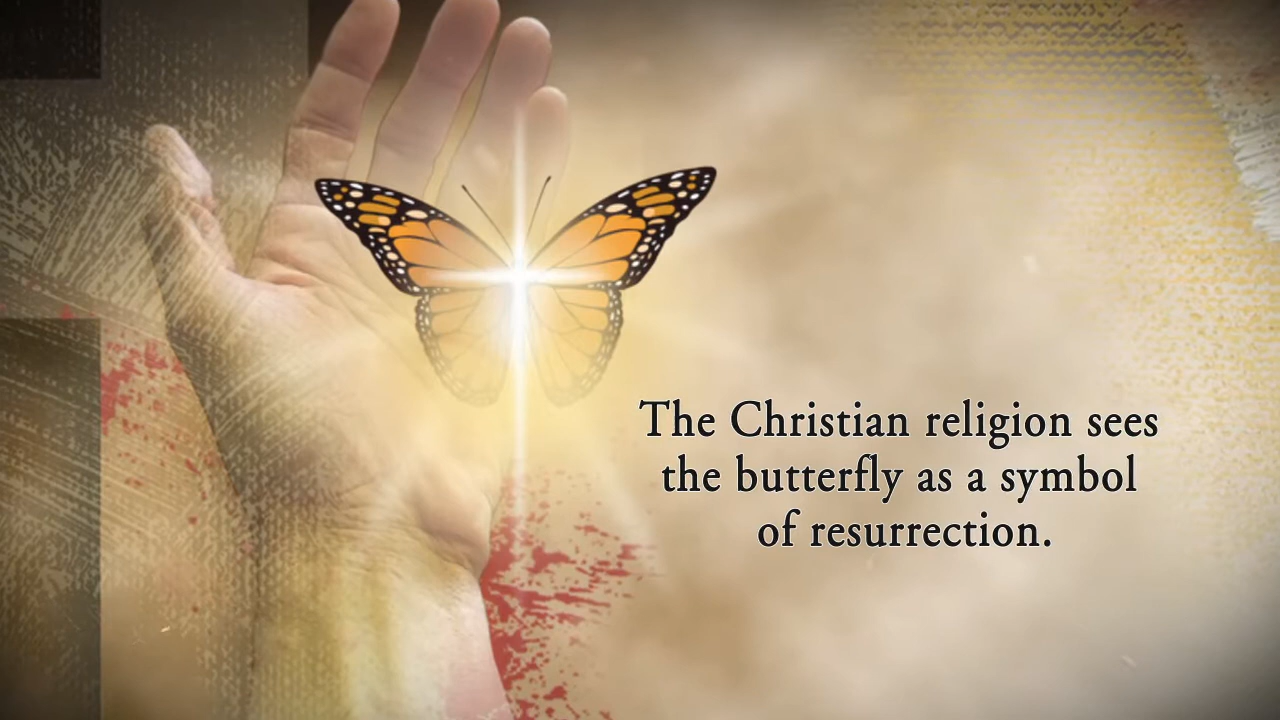 The Christian religion sees
the butterfly as a symbol
of resurrection.